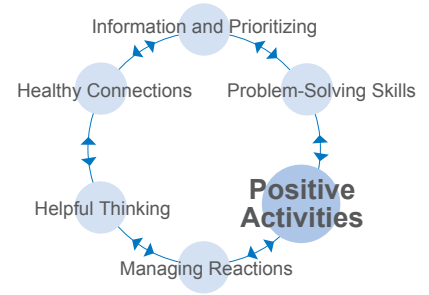 Information and Prioritizing
Healthy Connections
Problem-Solving Skills
Positive
Activities
Helpful Thinking
Managing Reactions